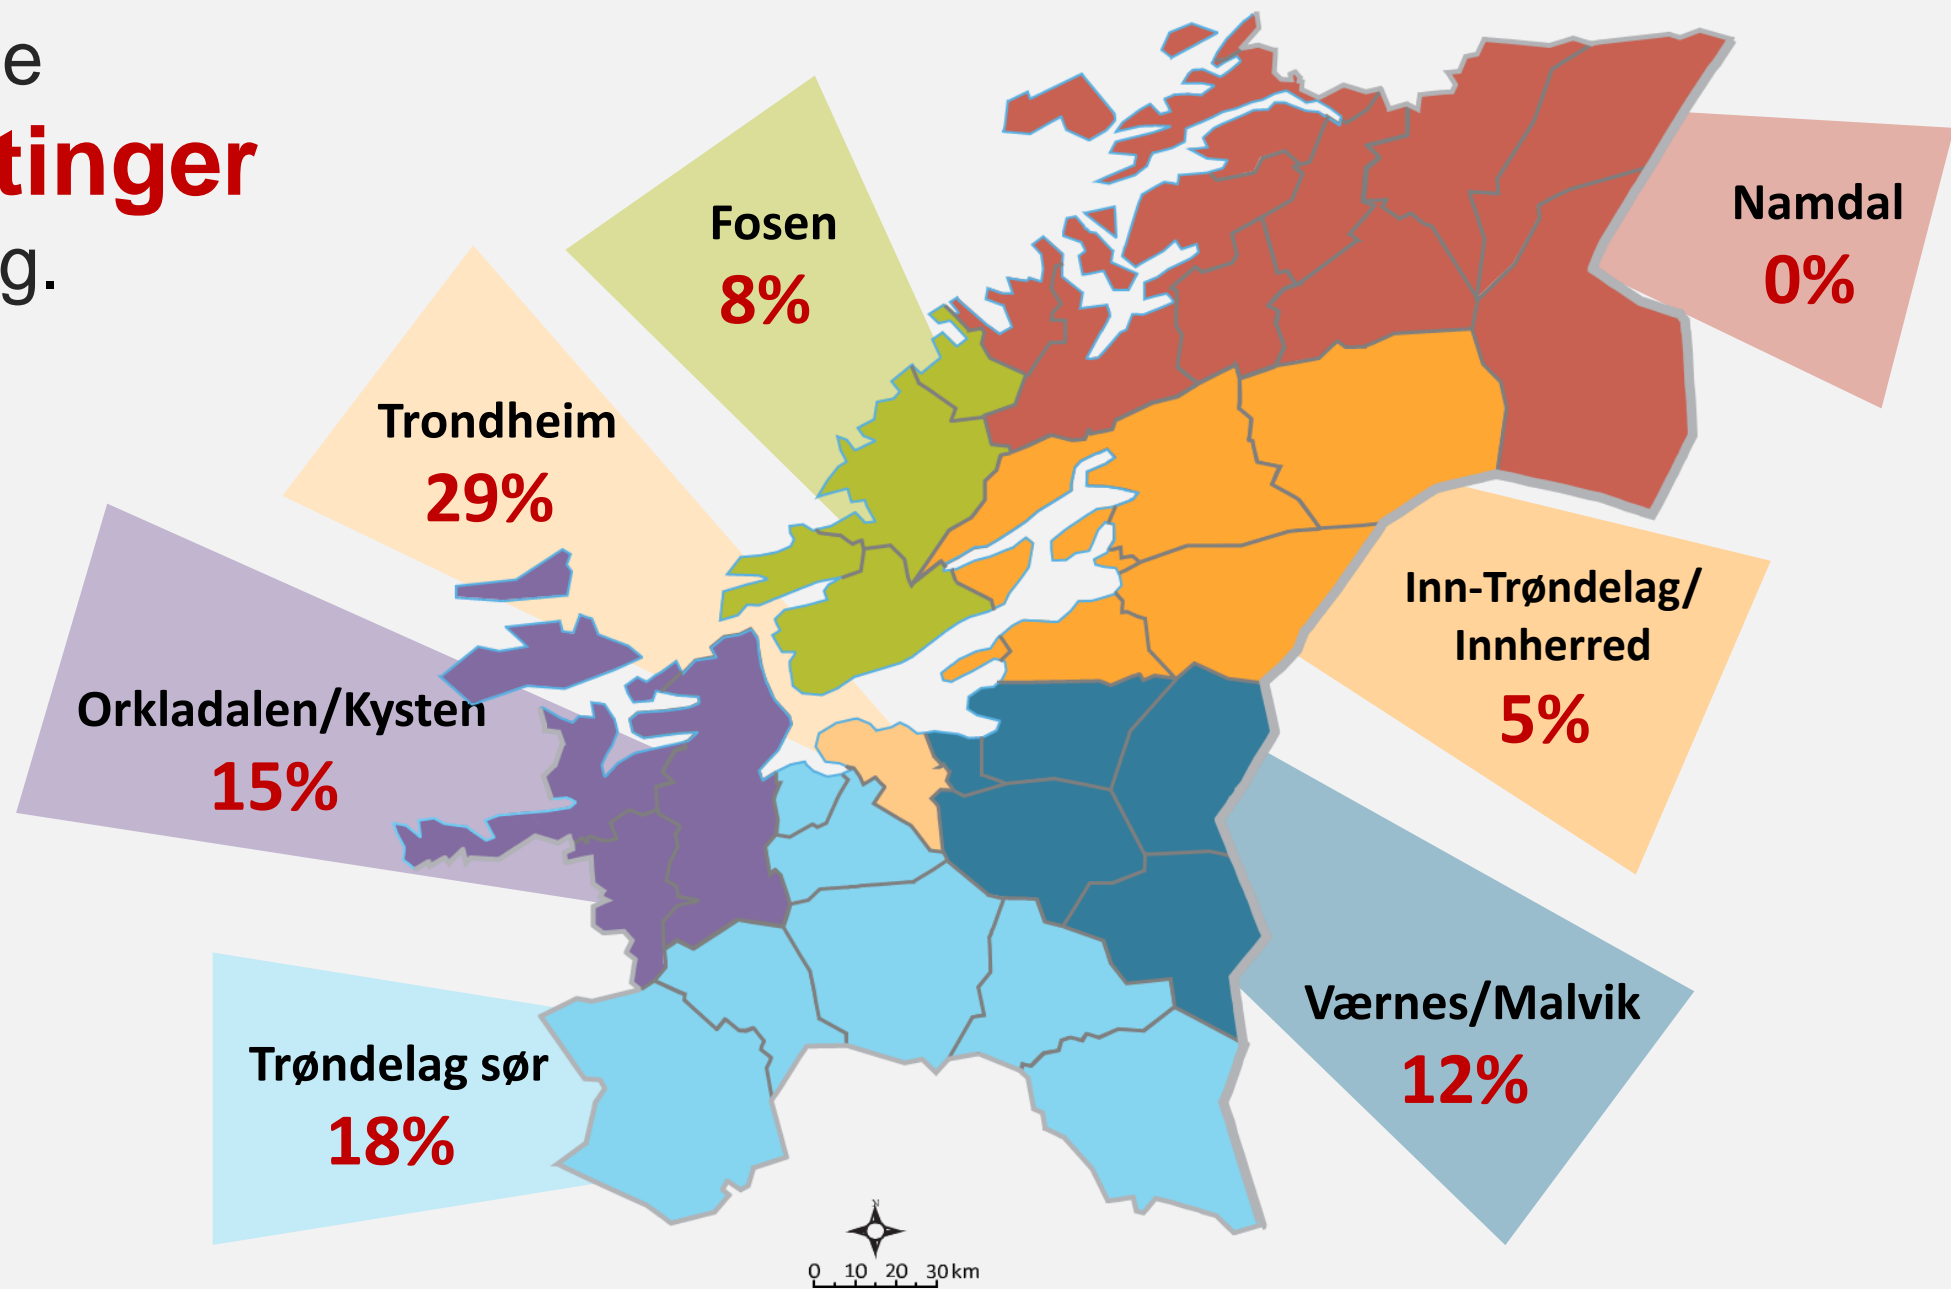 e
tinger
g.
Fosen
8%
Namdal
0%
Trondheim
29%
Inn-Trøndelag/
Innherred
5%
Orkladalen/Kysten
15%
Værnes/Malvik
12%
Trøndelag sør
18%
N
0 10 20 30 km